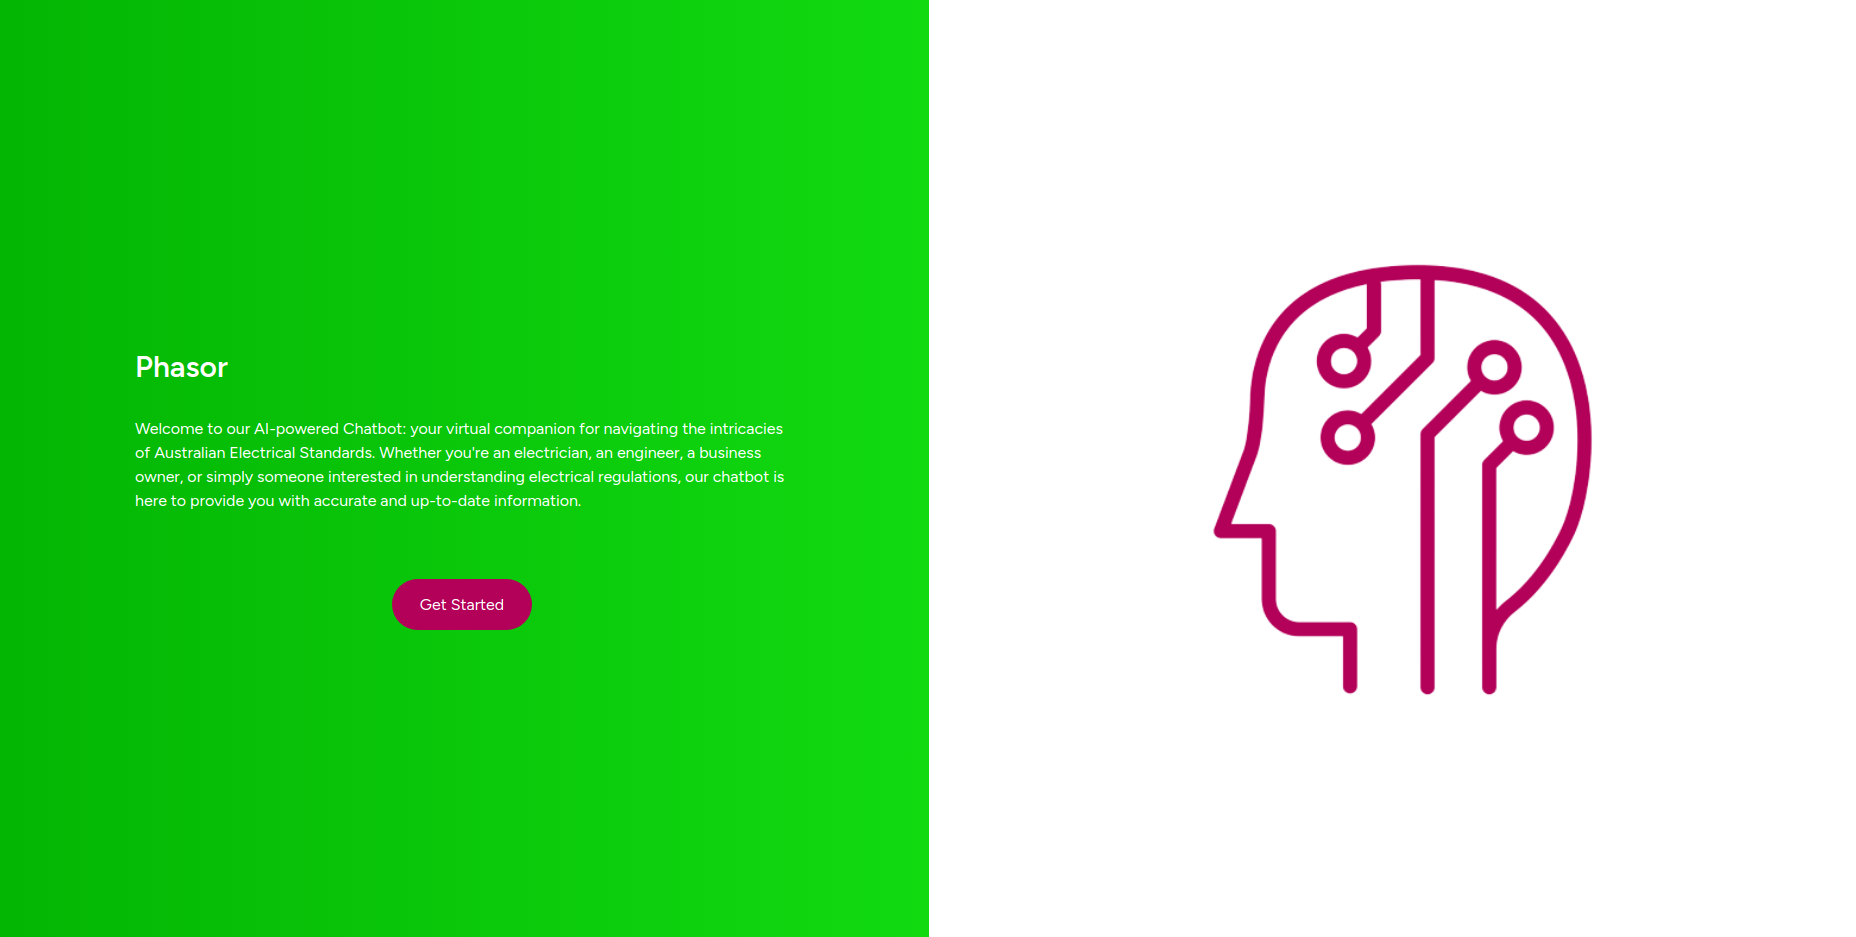 Phasor
Welcome to our AI-powered Chatbot: your virtual companion for navigating the intricacies
of Australian Electrical Standards. Whether you're an electrician, an engineer, a business
owner, or simply someone interested in understanding electrical regulations, our chatbot is
here to provide you with accurate and up-to-date information.
Get Started